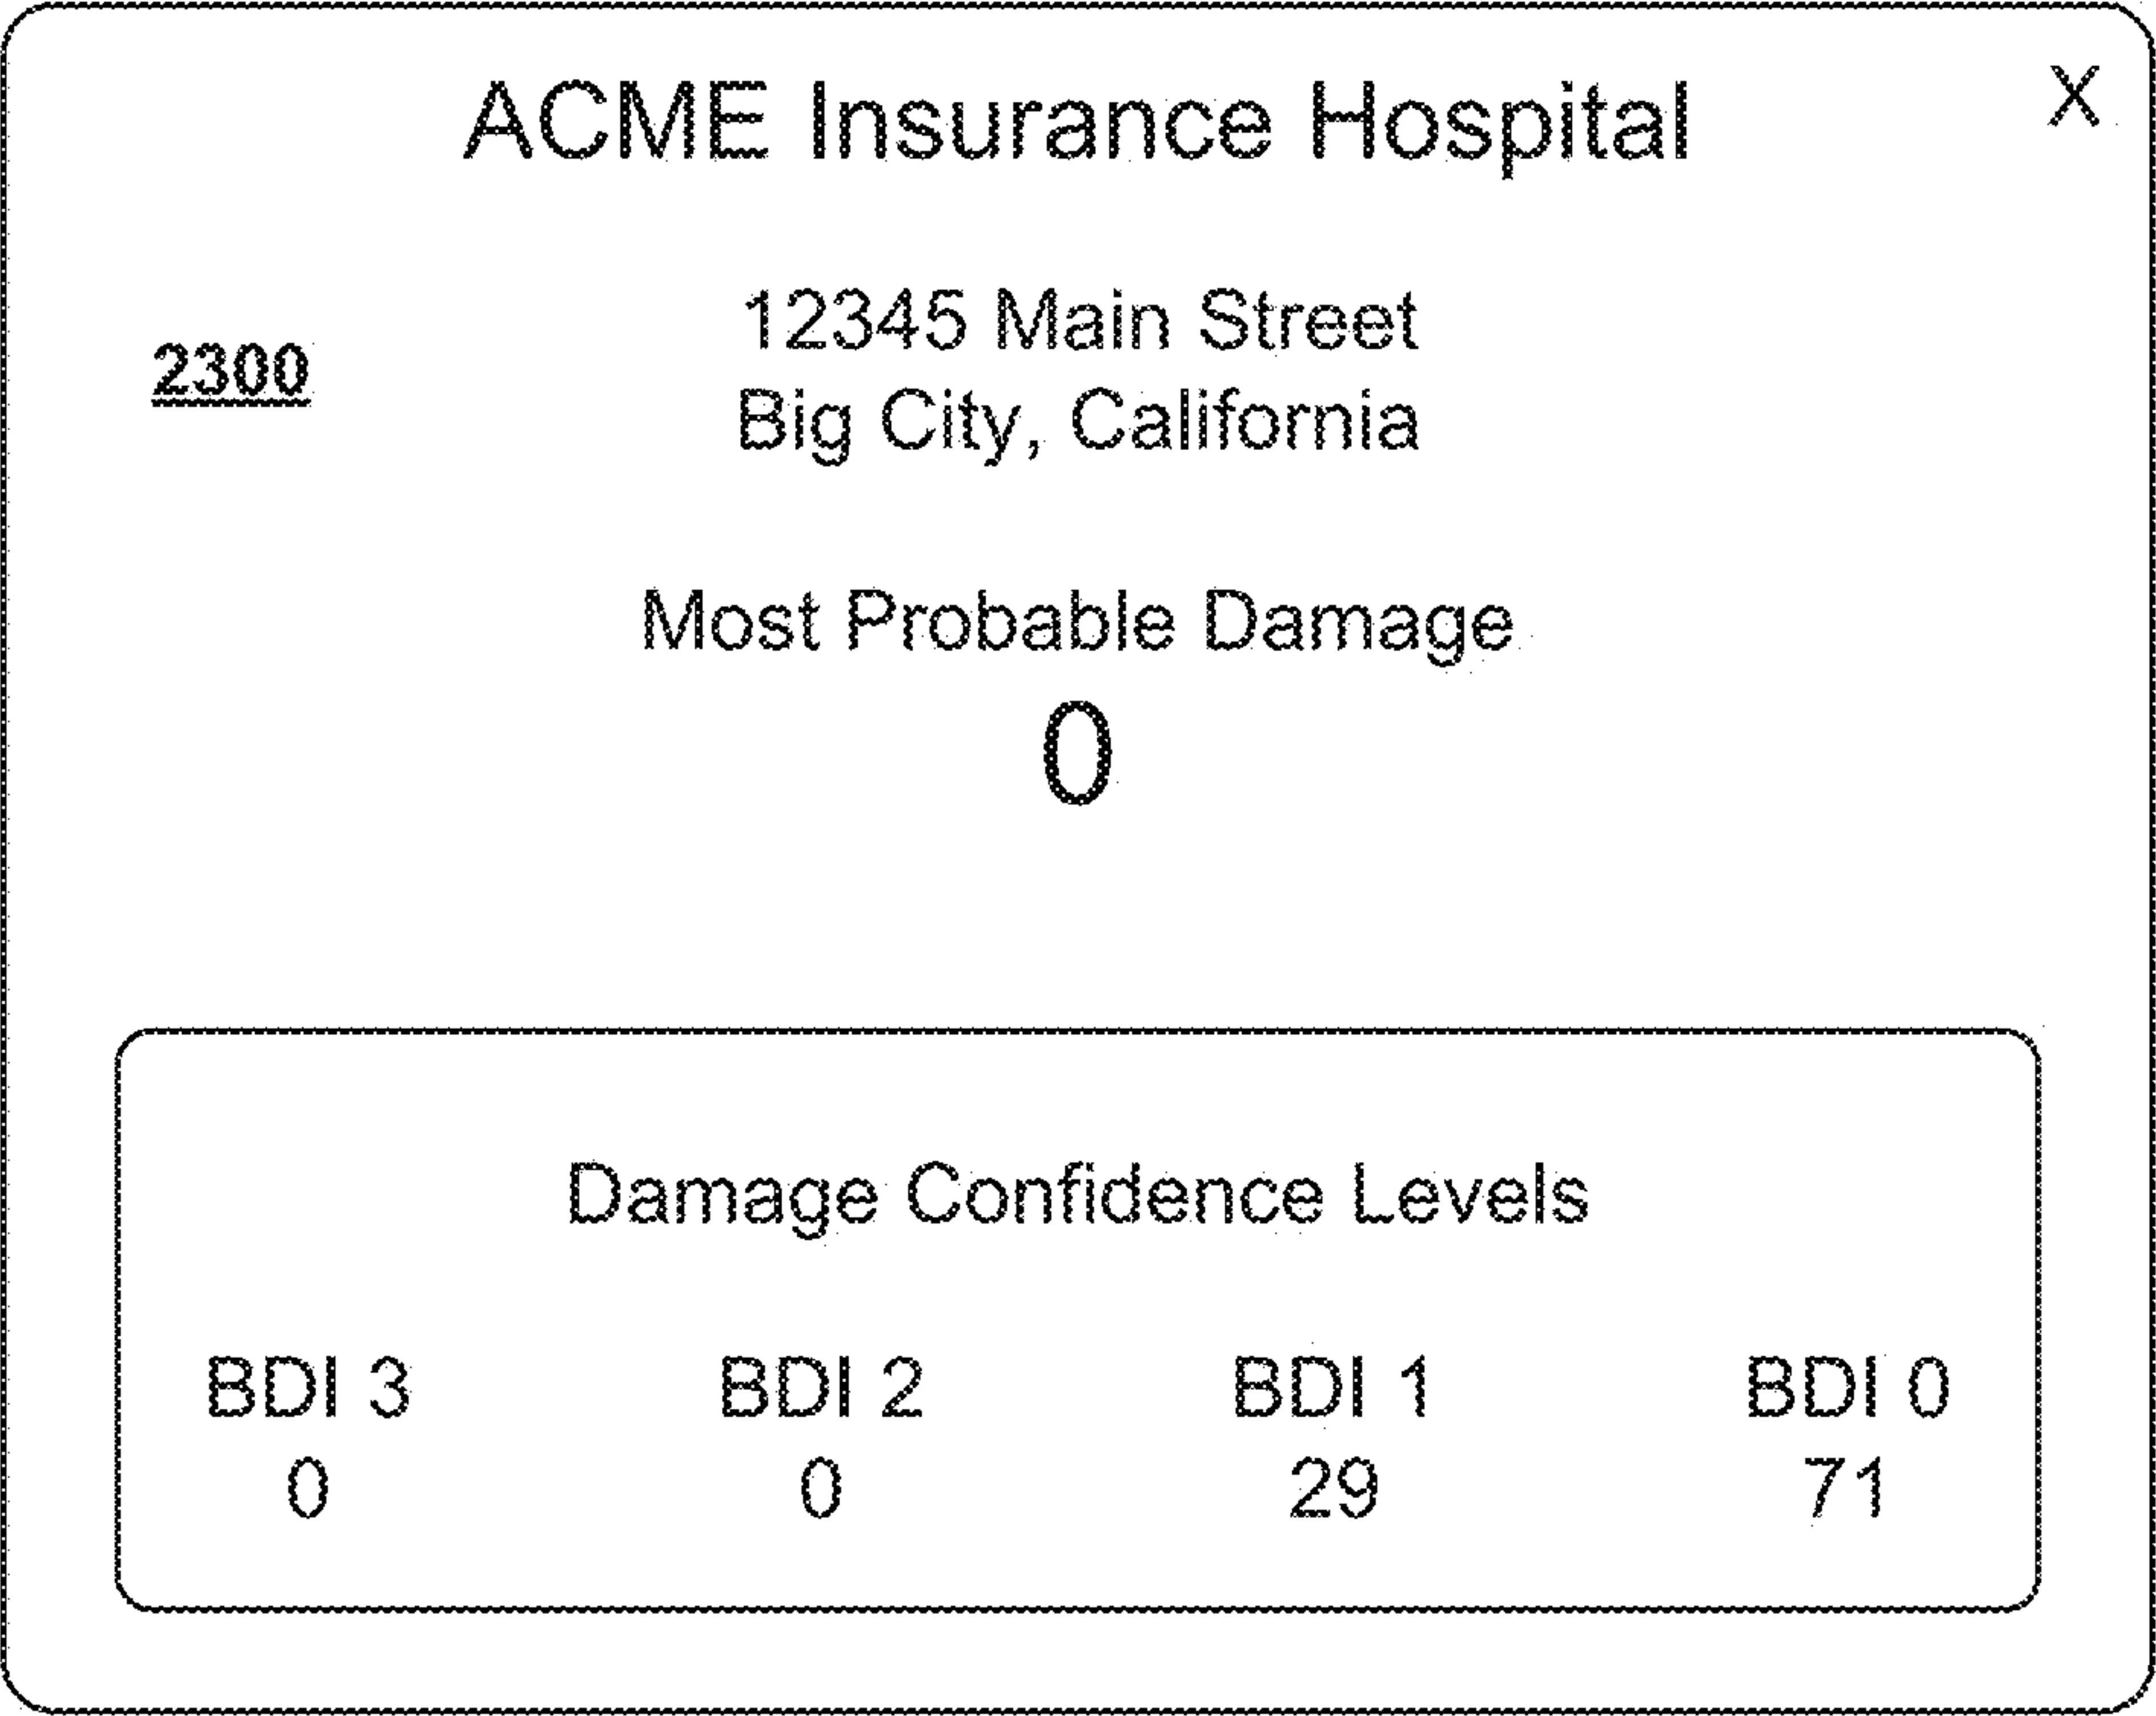 ACME Insurance Hospital
X
2300
12345 Main Street
Big City, California
Most Probable Damage
0
Damage Confidence Levels
BDI 3 BDI 2 BDI 1 BDI 0
0 0 29 71